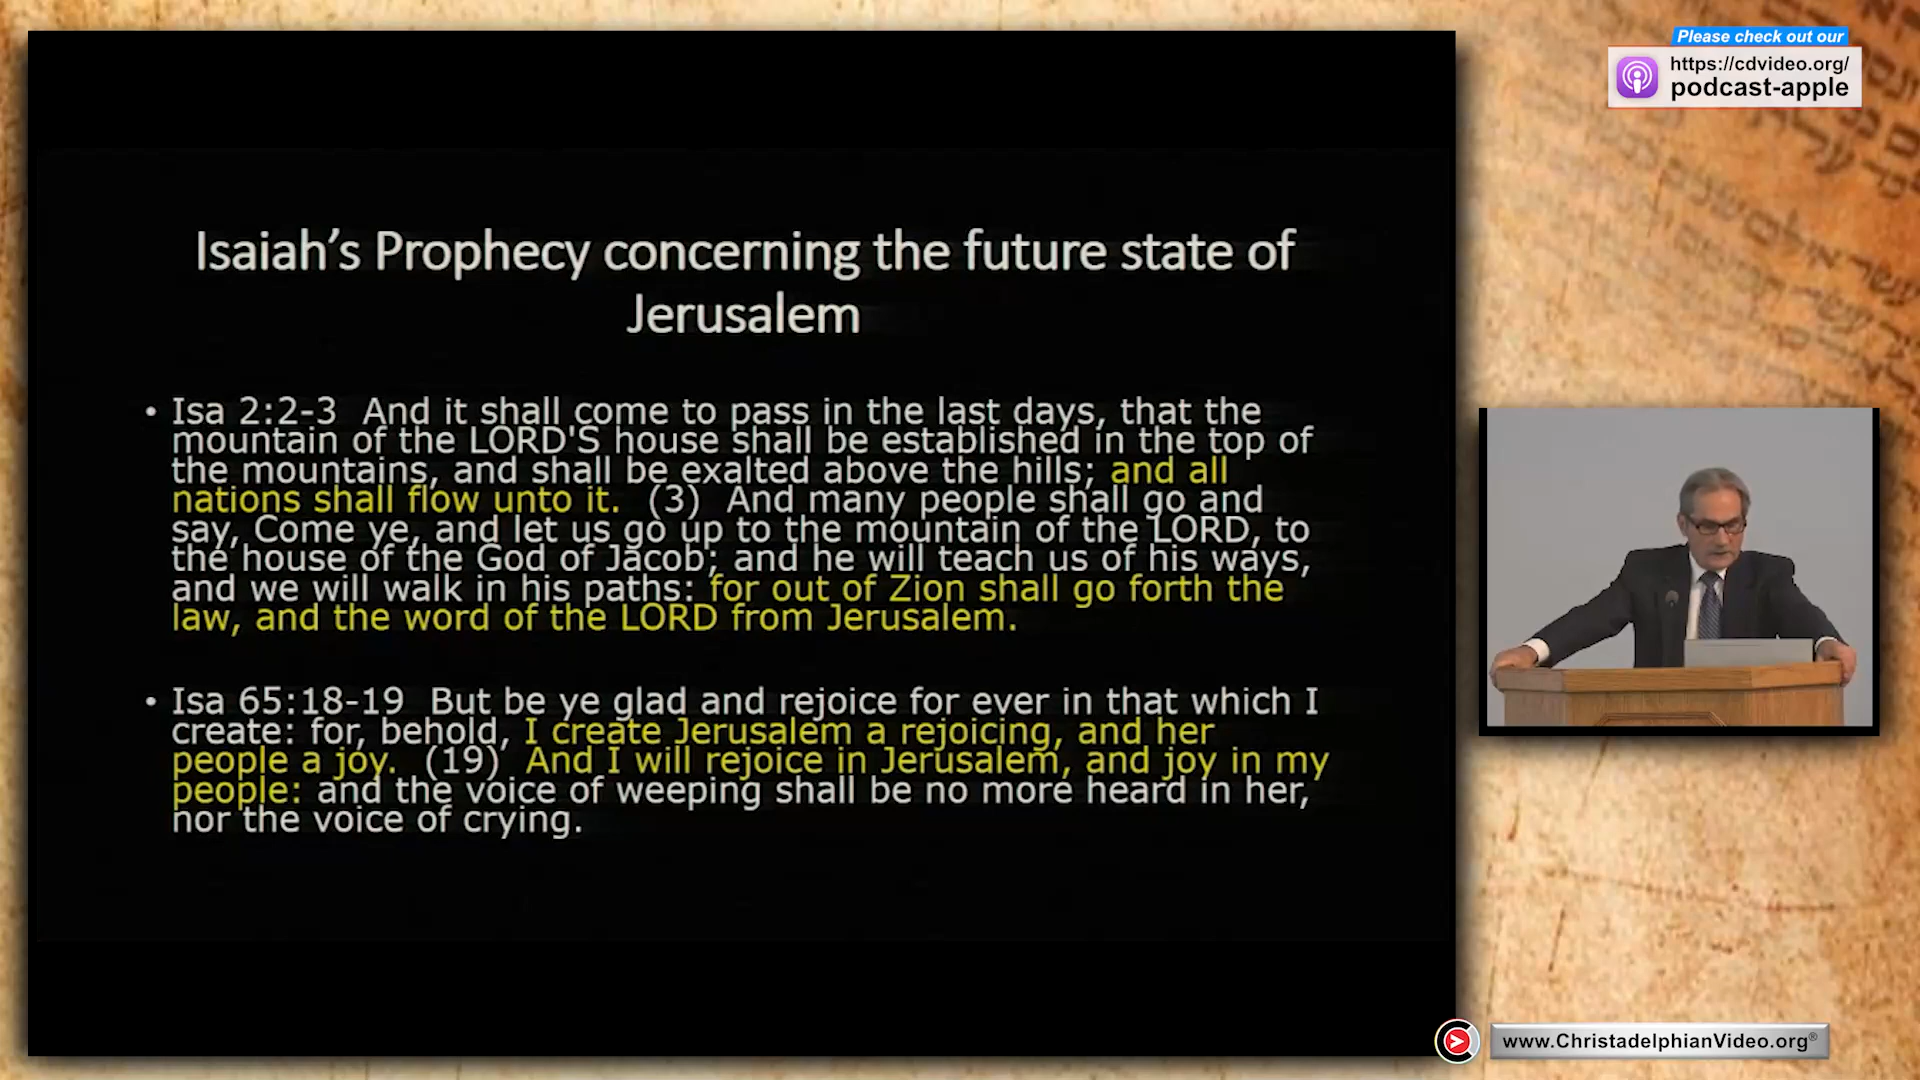 Please check out our
https://cdvideo.org/
podcast-apple
Isaiah's Prophecy concerning the future state of
Jerusalem
• Isa 2:2-3  And it shall come to pass in the last days, that the
mountain of the LORD'S house shall be established in the top of
the mountains, and shall be exalted above the hills; and all
nations shall flow unto it.  (3)  And many people shall go and
say, Come ye, and let us go up to the mountain of the LORD, to
the house of the God of Jacob; and he will teach us of his ways,
and we will walk in his paths: for out of Zion shall go forth the
law, and the word of the LORD from Jerusalem.
• Isa 65:18-19  But be ye glad and rejoice for ever in that which I
create: for, behold, I create Jerusalem a rejoicing, and her
people a joy.  (19)  And I will rejoice in Jerusalem, and joy in my
people: and the voice of weeping shall be no more heard in her,
nor the voice of crying.
www.ChristadelphianVideo.org®